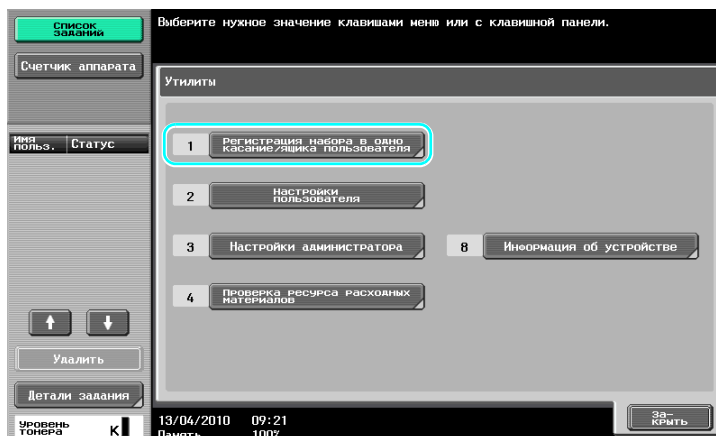 Список
заданий
Счетчик аппарата
Имя
польз.
Статус
Удалить
Детали задания
Уровень
тонера
K
Выберите нужное значение клавишами меню или с клавишной панели.
Утилиты
1 Регистрация набора в одно
касание/ящика пользователя
2 Настройки
пользователя
3 Настройки администратора
8 Информация об устройстве
4 Проверка ресурса расходных
материалов
За-
крыть
13/04/2010 09:21
Память 100%